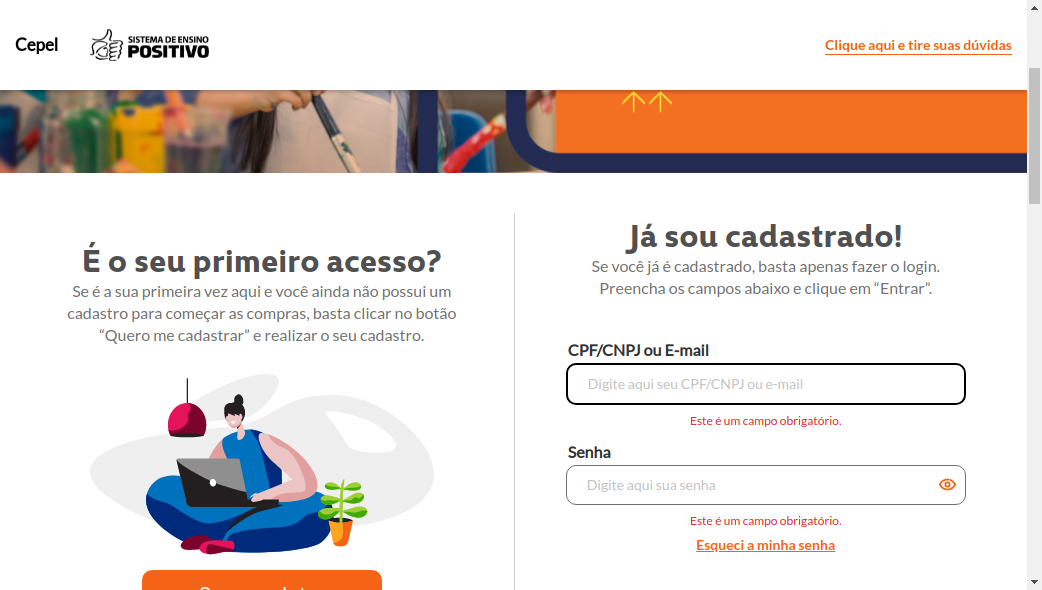 Cepel
SISTEMA DE ENSINO
POSITIVO
Clique aqui e tire suas dúvidas
É o seu primeiro acesso?
Se é a sua primeira vez aqui e você ainda não possui um
cadastro para começar as compras, basta clicar no botão
“Quero me cadastrar” e realizar o seu cadastro.
Já sou cadastrado!
Se você já é cadastrado, basta apenas fazer o login.
Preencha os campos abaixo e clique em “Entrar”.
CPF/CNPJ ou E-mail
Digite aqui seu CPF/CNPJ ou e-mail
Este é um campo obrigatório.
Senha
Digite aqui sua senha
Este é um campo obrigatório.
Esqueci a minha senha